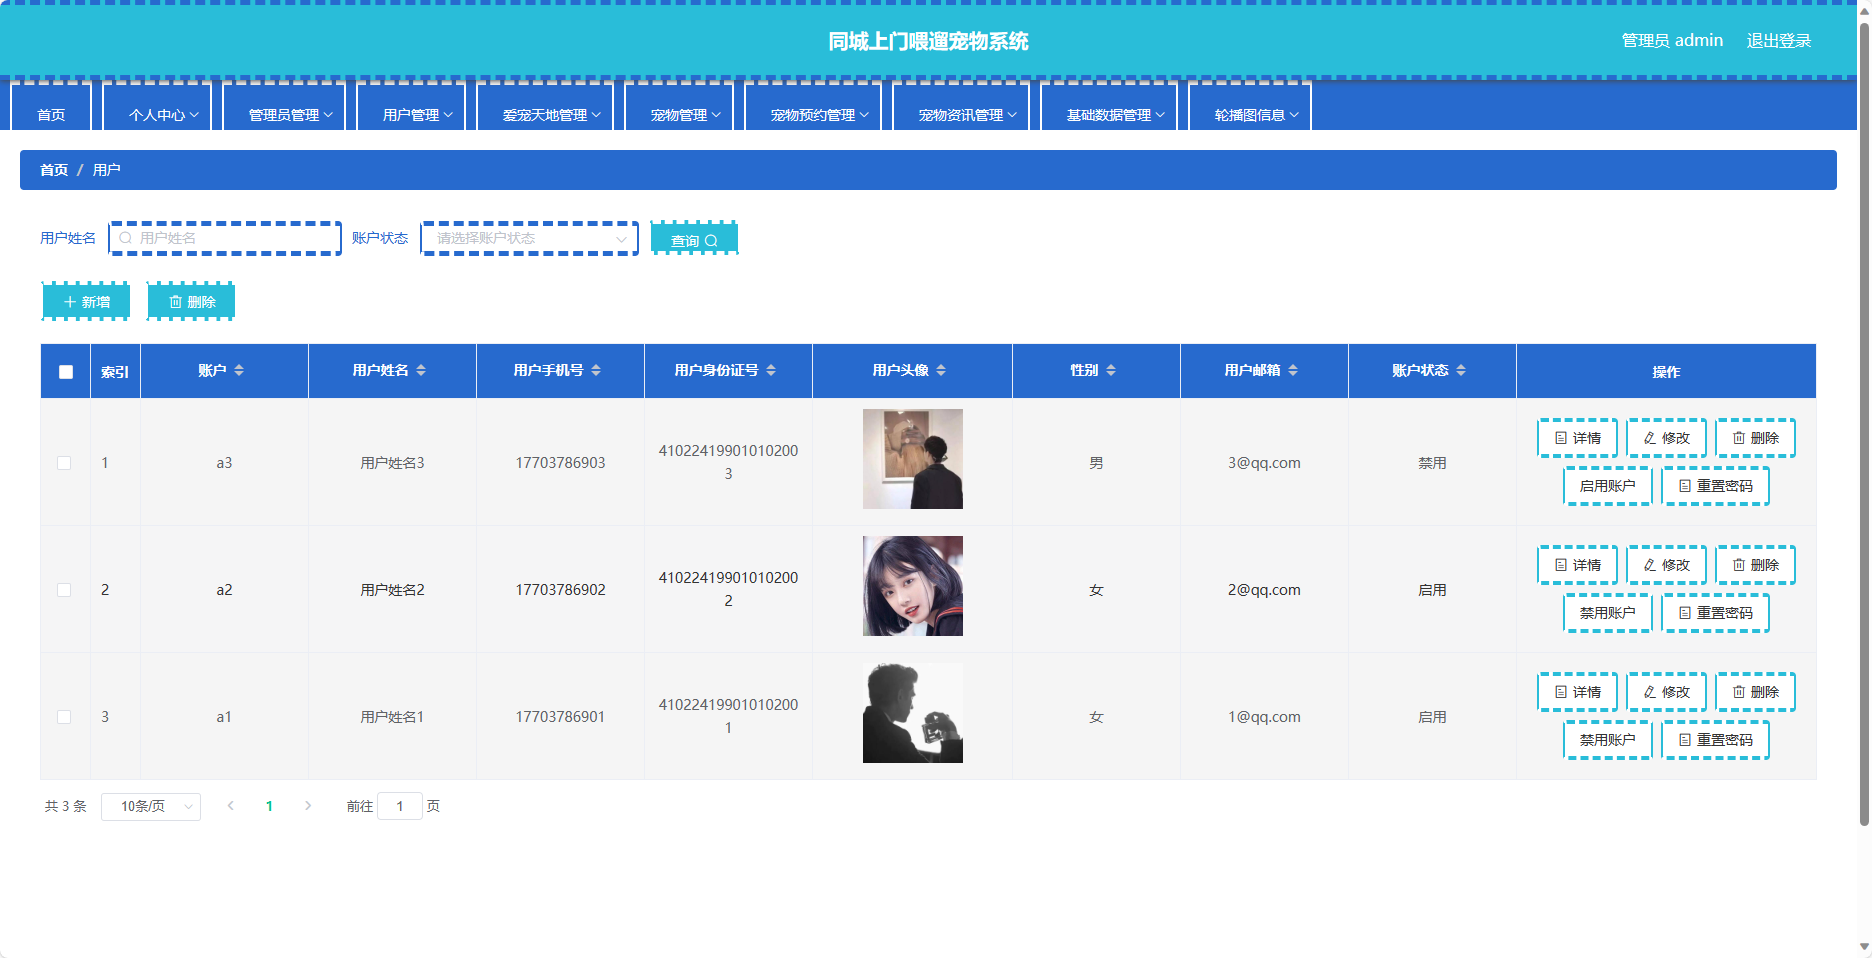 同城上门喂遛宠物系统
管理员 admin 退出登录
首页 个人中心 管理员管理 用户管理 爱宠天地管理 宠物管理 宠物预约管理 宠物资讯管理 基础数据管理 轮播图信息
首页 / 用户
用户姓名 用户姓名 账户状态 请选择账户状态 查询
新增 删除
索引 账户 用户姓名 用户手机号 用户身份证号 用户头像 性别 用户邮箱 账户状态 操作
1 a3 用户姓名3 17703786903 41022419901010200
3 男 3@qq.com 禁用 详情 修改 删除
启用账户 重置密码
2 a2 用户姓名2 17703786902 41022419901010200
2 女 2@qq.com 启用 详情 修改 删除
禁用账户 重置密码
3 a1 用户姓名1 17703786901 41022419901010200
1 女 1@qq.com 启用 详情 修改 删除
禁用账户 重置密码
共 3 条 10条/页 1 前往 1 页